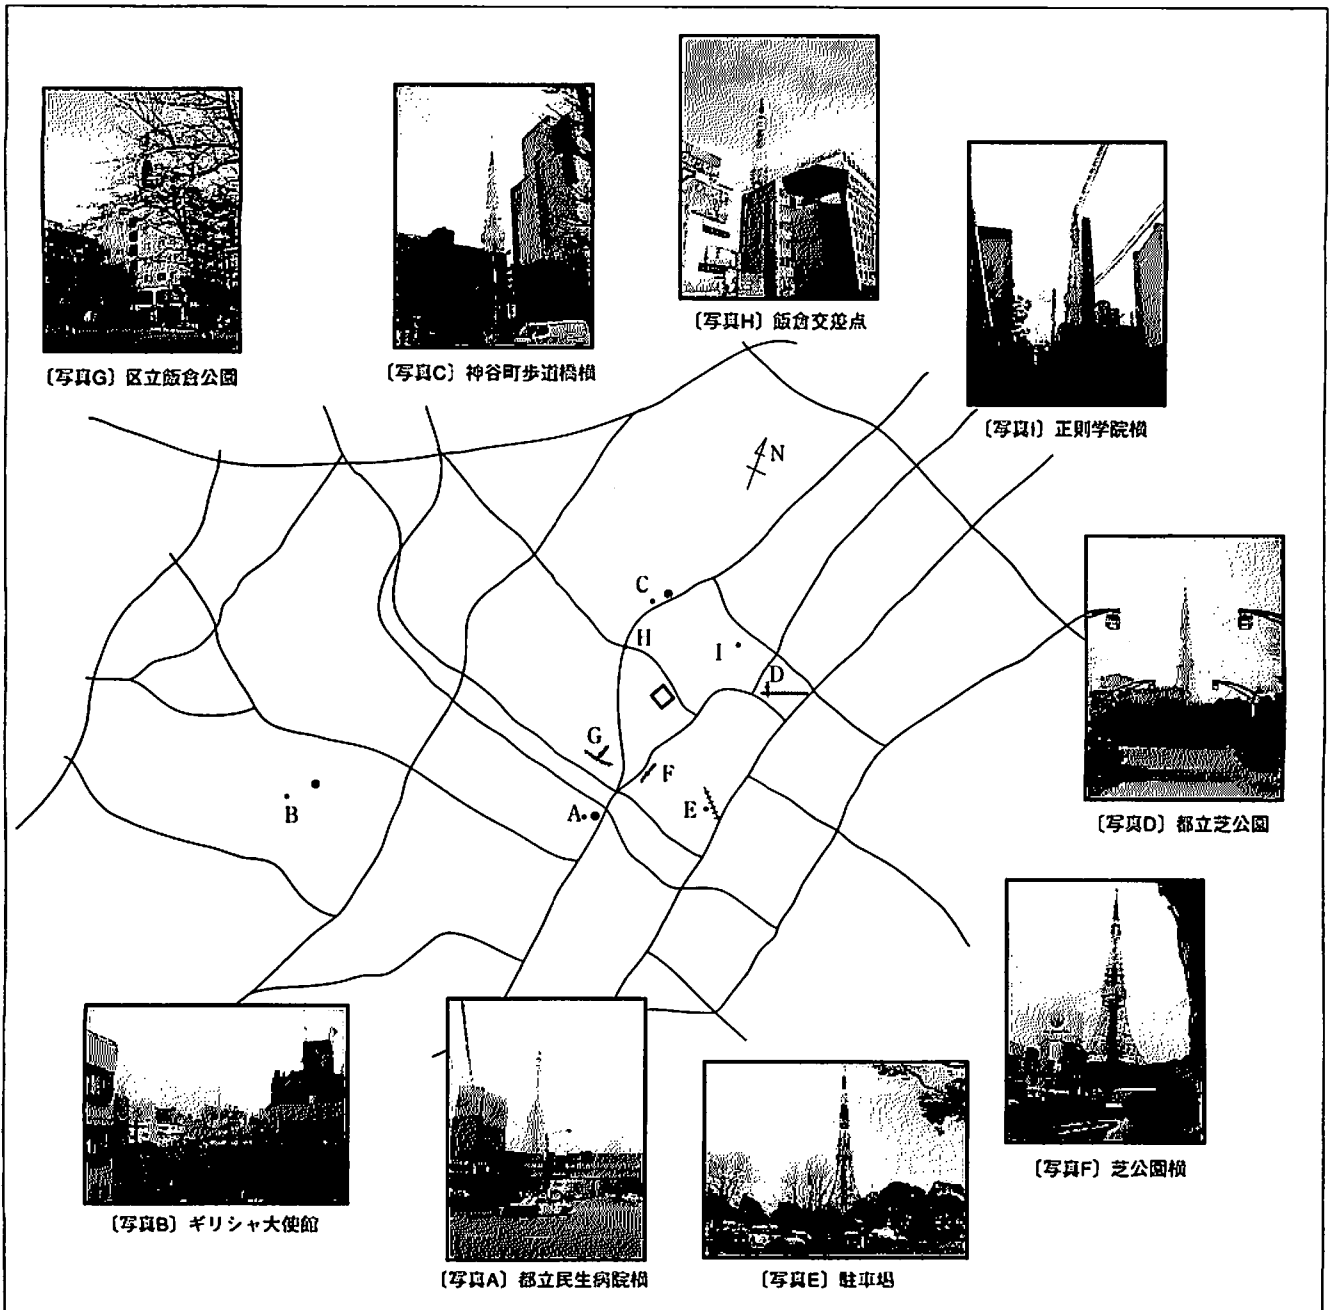 〔写真H〕飯倉交差点
〔写真G〕区立飯倉公園
〔写真C〕神谷町歩道橋横
〔写真I〕正則学院横
N
C
H
I
D
G
F
E
A
B
〔写真D〕都立芝公園
〔写真F〕芝公園横
〔写真B〕ギリシャ大使館
〔写真A〕都立民生病院横
〔写真E〕駐車場